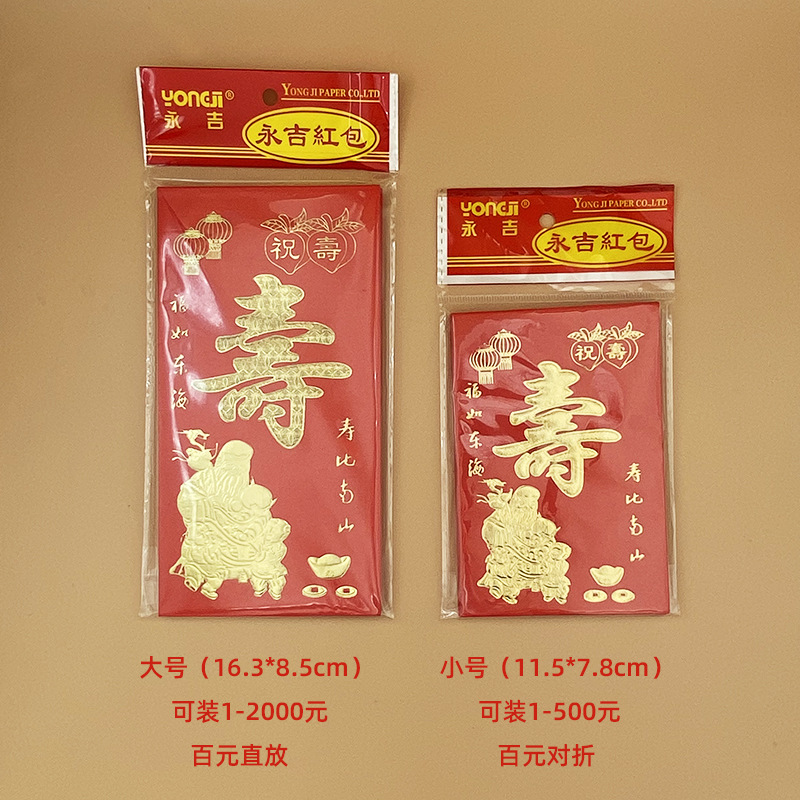 YONGJI®
永吉
YONG JI PAPER CO.,LTD
永吉紅包
祝壽
福如东海
壽
寿比南山
大号（16.3*8.5cm）
可装1-2000元
百元直放
YONGJI®
永吉
YONG JI PAPER CO.,LTD
永吉紅包
祝壽
福如东海
壽
寿比南山
小号（11.5*7.8cm）
可装1-500元
百元对折